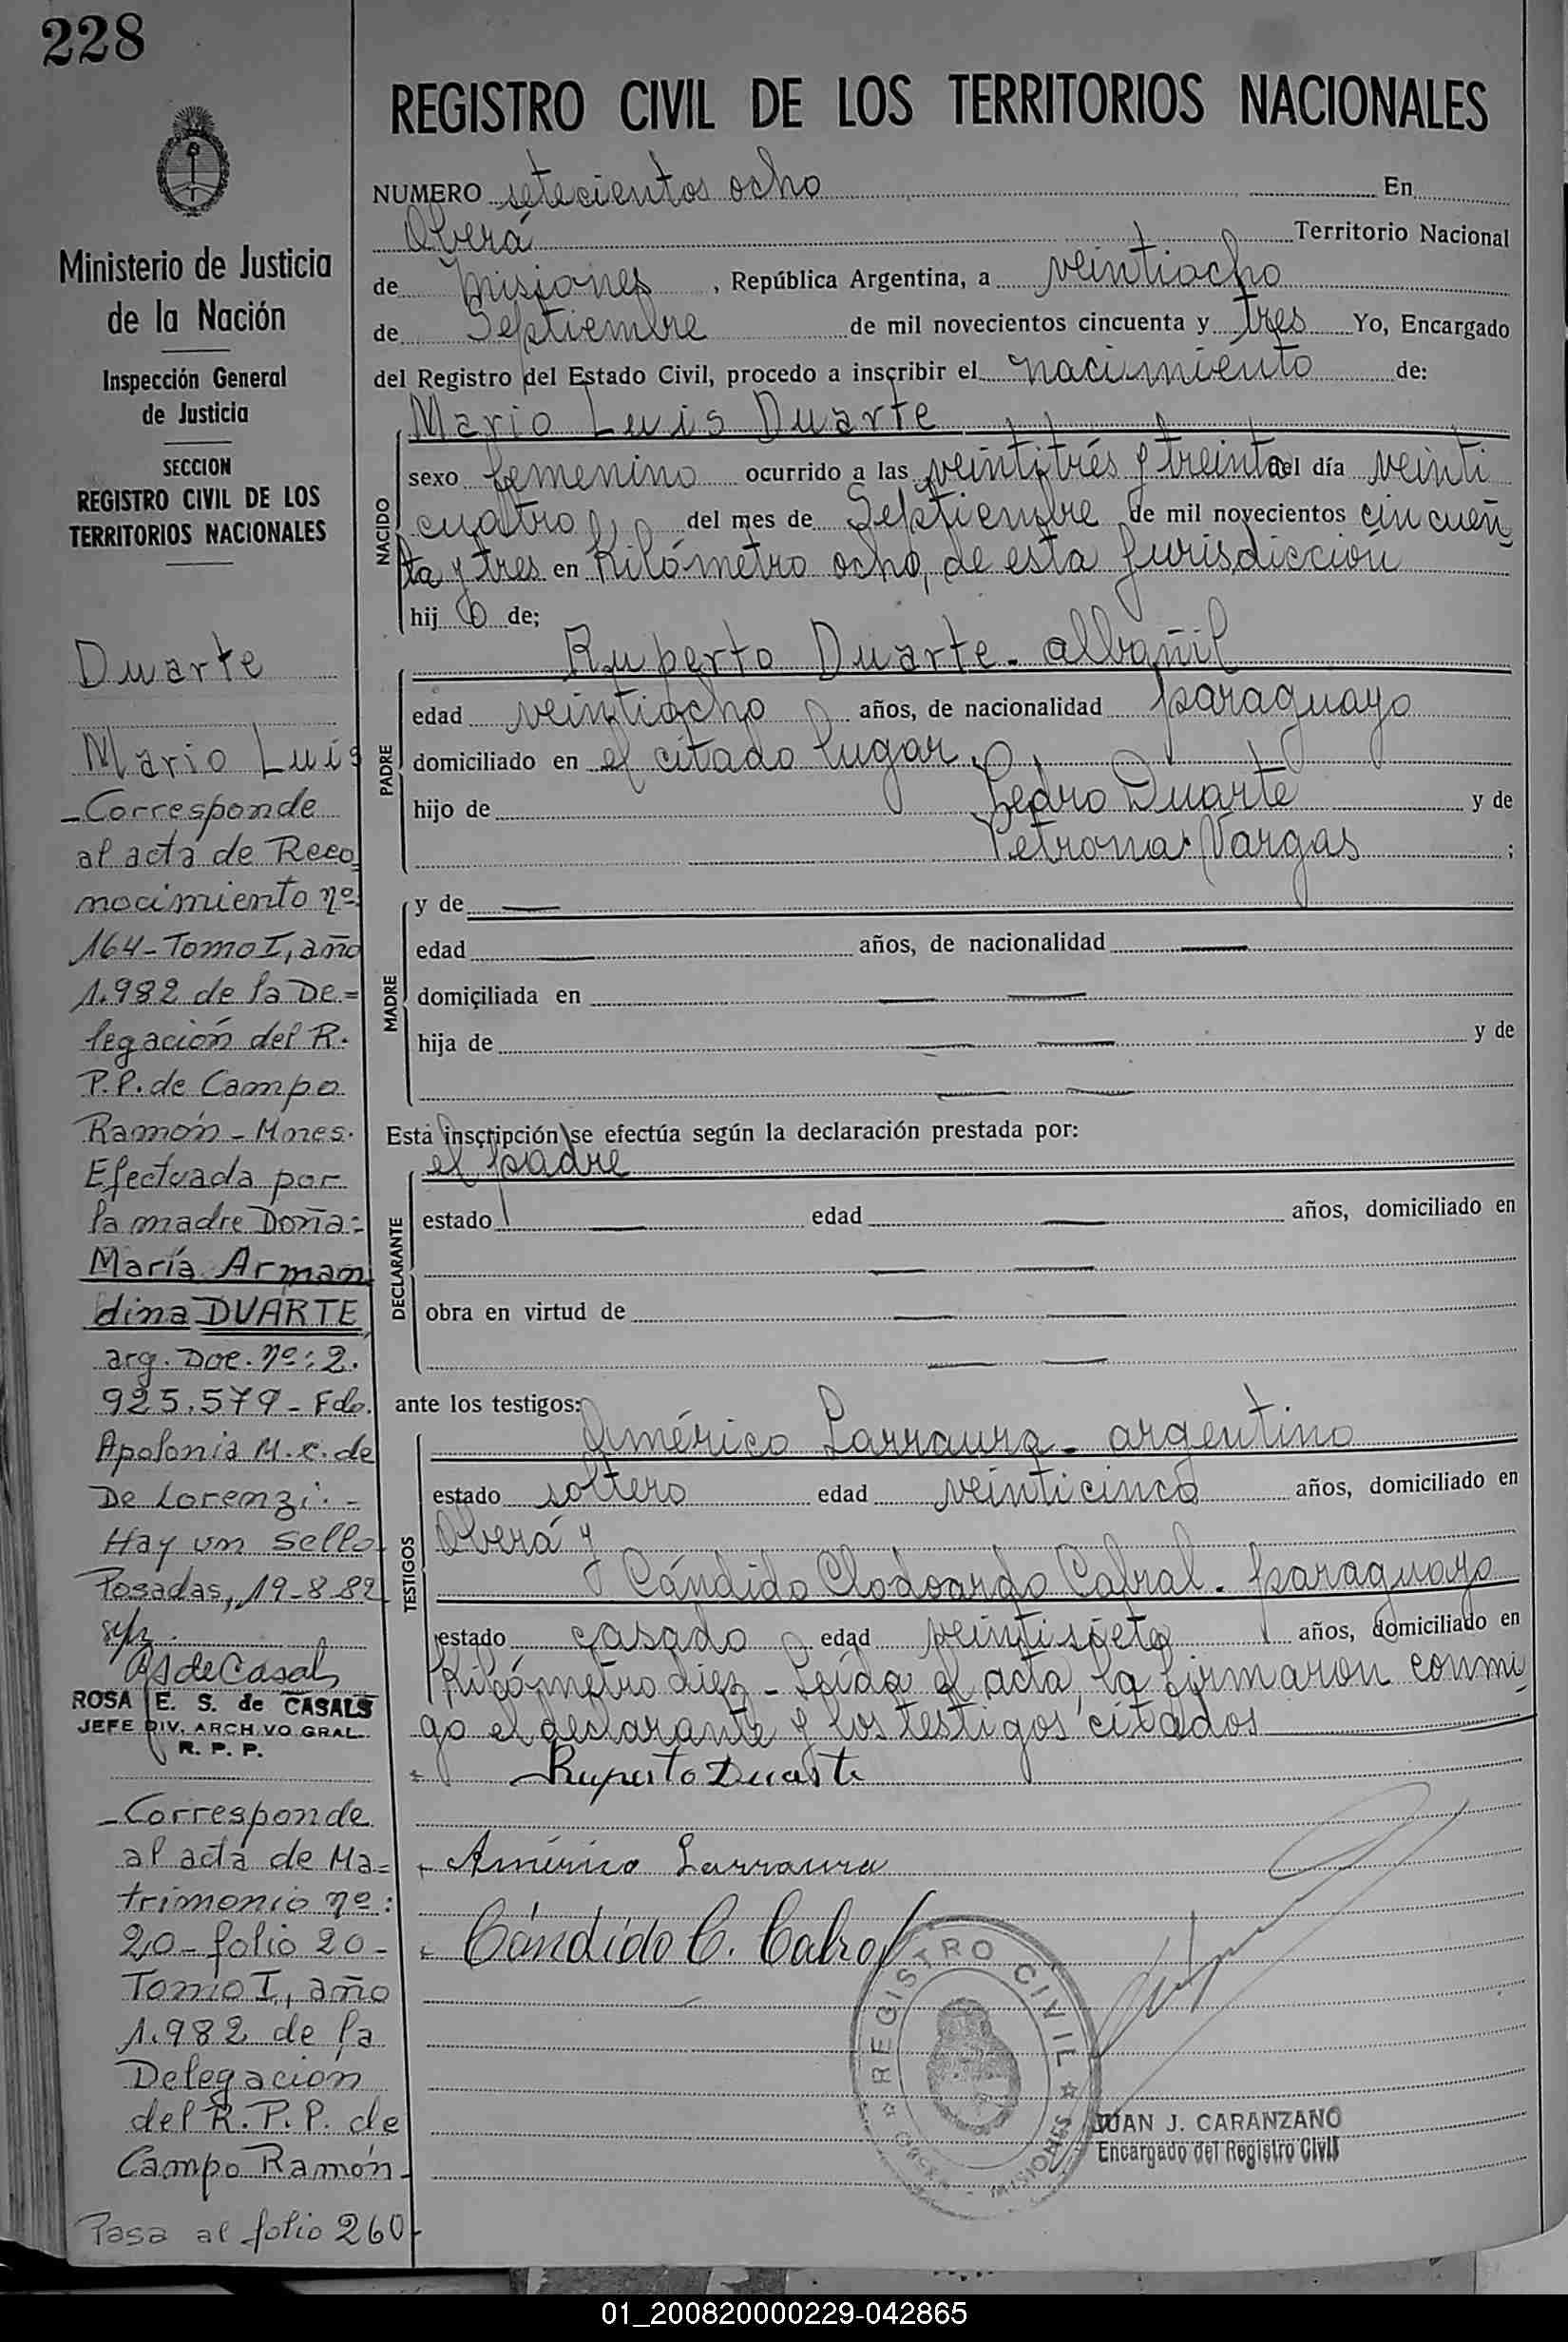 228
REGISTRO CIVIL DE LOS TERRITORIOS NACIONALES
NUMERO setecientos ocho En
Oberá Territorio Nacional
de Misiones, República Argentina, a veintiocho
de Septiembre de mil novecientos cincuenta y tres Yo, Encargado
del Registro del Estado Civil, procedo a inscribir el nacimiento de:
Mario Luis Duarte
NACIDO
sexo femenino ocurrido a las veintitrés y treinta del día veinti
cuatro del mes de Septiembre de mil novecientos cincuen
ta y tres en Kilómetro ocho, de esta jurisdicción
hijo de;
Ruperto Duarte - albañil
PADRE
edad veintiocho años, de nacionalidad paraguayo
domiciliado en el citado lugar,
hijo de Pedro Duarte y de
Petrona Vargas ;
MADRE
y de —
edad — años, de nacionalidad —
domiciliada en — —
hija de — — y de
— —
Esta inscripción se efectúa según la declaración prestada por:
el padre
DECLARANTE
estado — edad — años, domiciliado en
— —
obra en virtud de — —
— —
ante los testigos:
Américo Larraura - argentino
TESTIGOS
estado soltero edad veinticinco años, domiciliado en
Oberá y
Cándido Clodoardo Cabral - paraguayo
estado casado edad veintisiete años, domiciliado en
Kilómetro diez - Leída el acta, la firmaron conmi
go el declarante y los testigos citados
Ruperto Duarte
Américo Larraura
Cándido C. Cabral
REGISTRO CIVIL
MISIONES
JUAN J. CARANZANO
Encargado del Registro Civil
Ministerio de Justicia
de la Nación
Inspección General
de Justicia
SECCION
REGISTRO CIVIL DE LOS
TERRITORIOS NACIONALES
Duarte
Mario Luis
-Corresponde
al acta de Reco
nocimiento nº
164-Tomo I, año
1.982 de la De=
legación del R.
P.P. de Campo
Ramón - Mnes.
Efectuada por
la madre Doña=
María Arman
dina DUARTE
arg. Doc. nº: 2.
925.579 - Fdo.
Apolonia M.C. de
De Lorenzi. -
Hay un sello
Posadas, 19-8-82
ROSA E. S. de CASALS
JEFE DIV. ARCHIVO GRAL.
R. P. P.
-Corresponde
al acta de Ma=
trimonio nº:
20 - folio 20 -
Tomo I, año
1.982 de la
Delegación
del R.P.P. de
Campo Ramón-
Pasa al folio 260-
01_200820000229-042865